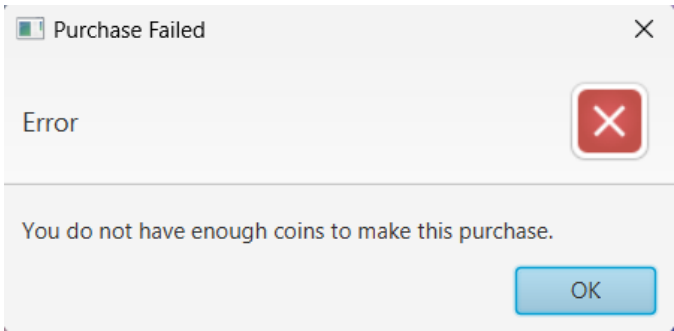 Purchase Failed
Error
You do not have enough coins to make this purchase.
OK